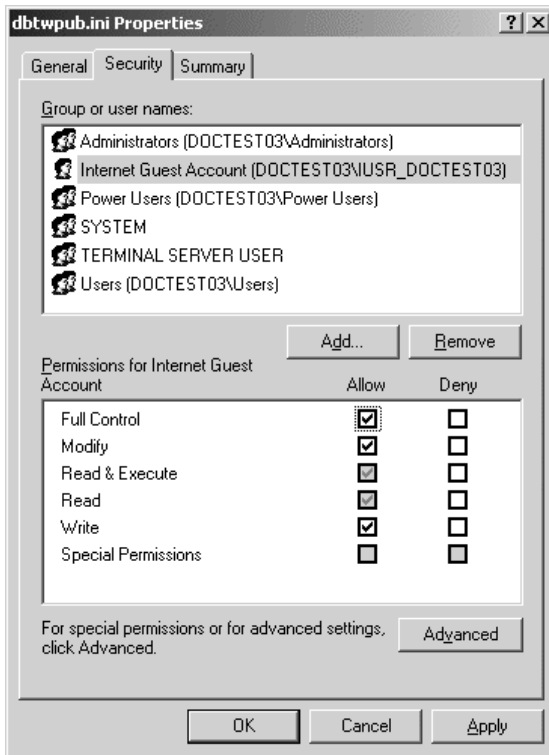 dbtwpub.ini Properties
General Security Summary
Group or user names:
Administrators (DOCTEST03\Administrators)
Internet Guest Account (DOCTEST03\IUSR_DOCTEST03)
Power Users (DOCTEST03\Power Users)
SYSTEM
TERMINAL SERVER USER
Users (DOCTEST03\Users)
Add... Remove
Permissions for Internet Guest
Account Allow Deny
Full Control
Modify
Read & Execute
Read
Write
Special Permissions
For special permissions or for advanced settings,
click Advanced.
Advanced
OK Cancel Apply